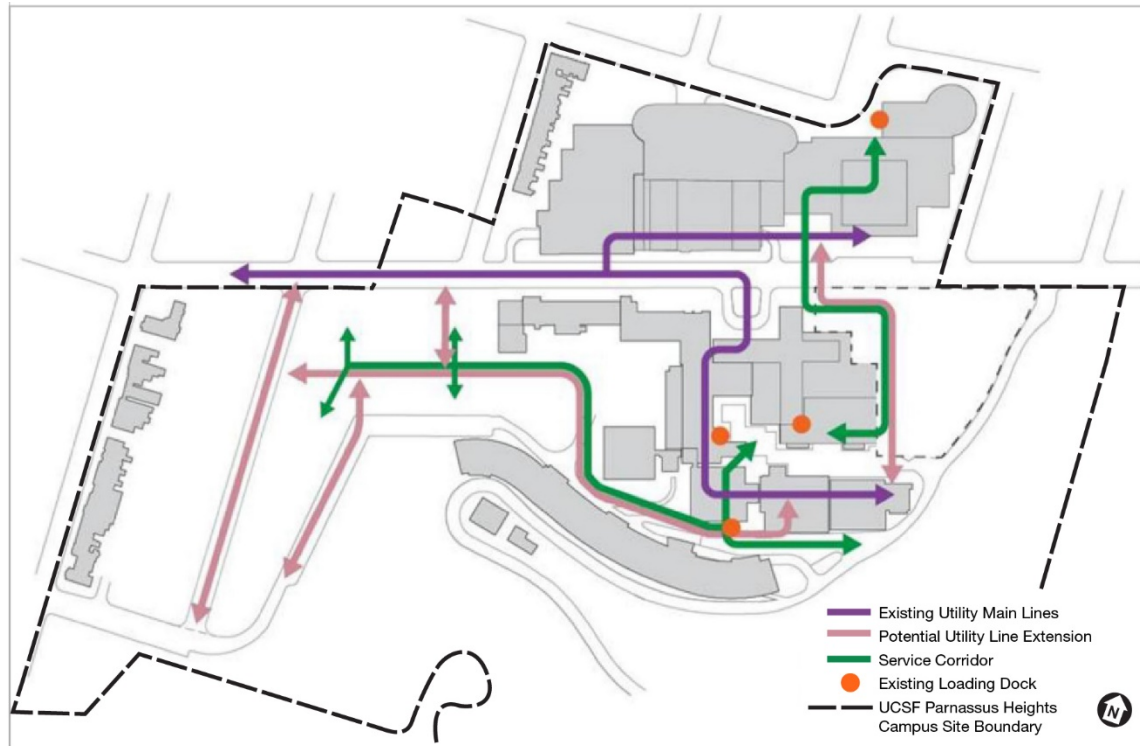 Existing Utility Main Lines
Potential Utility Line Extension
Service Corridor
Existing Loading Dock
UCSF Parnassus Heights
Campus Site Boundary
N